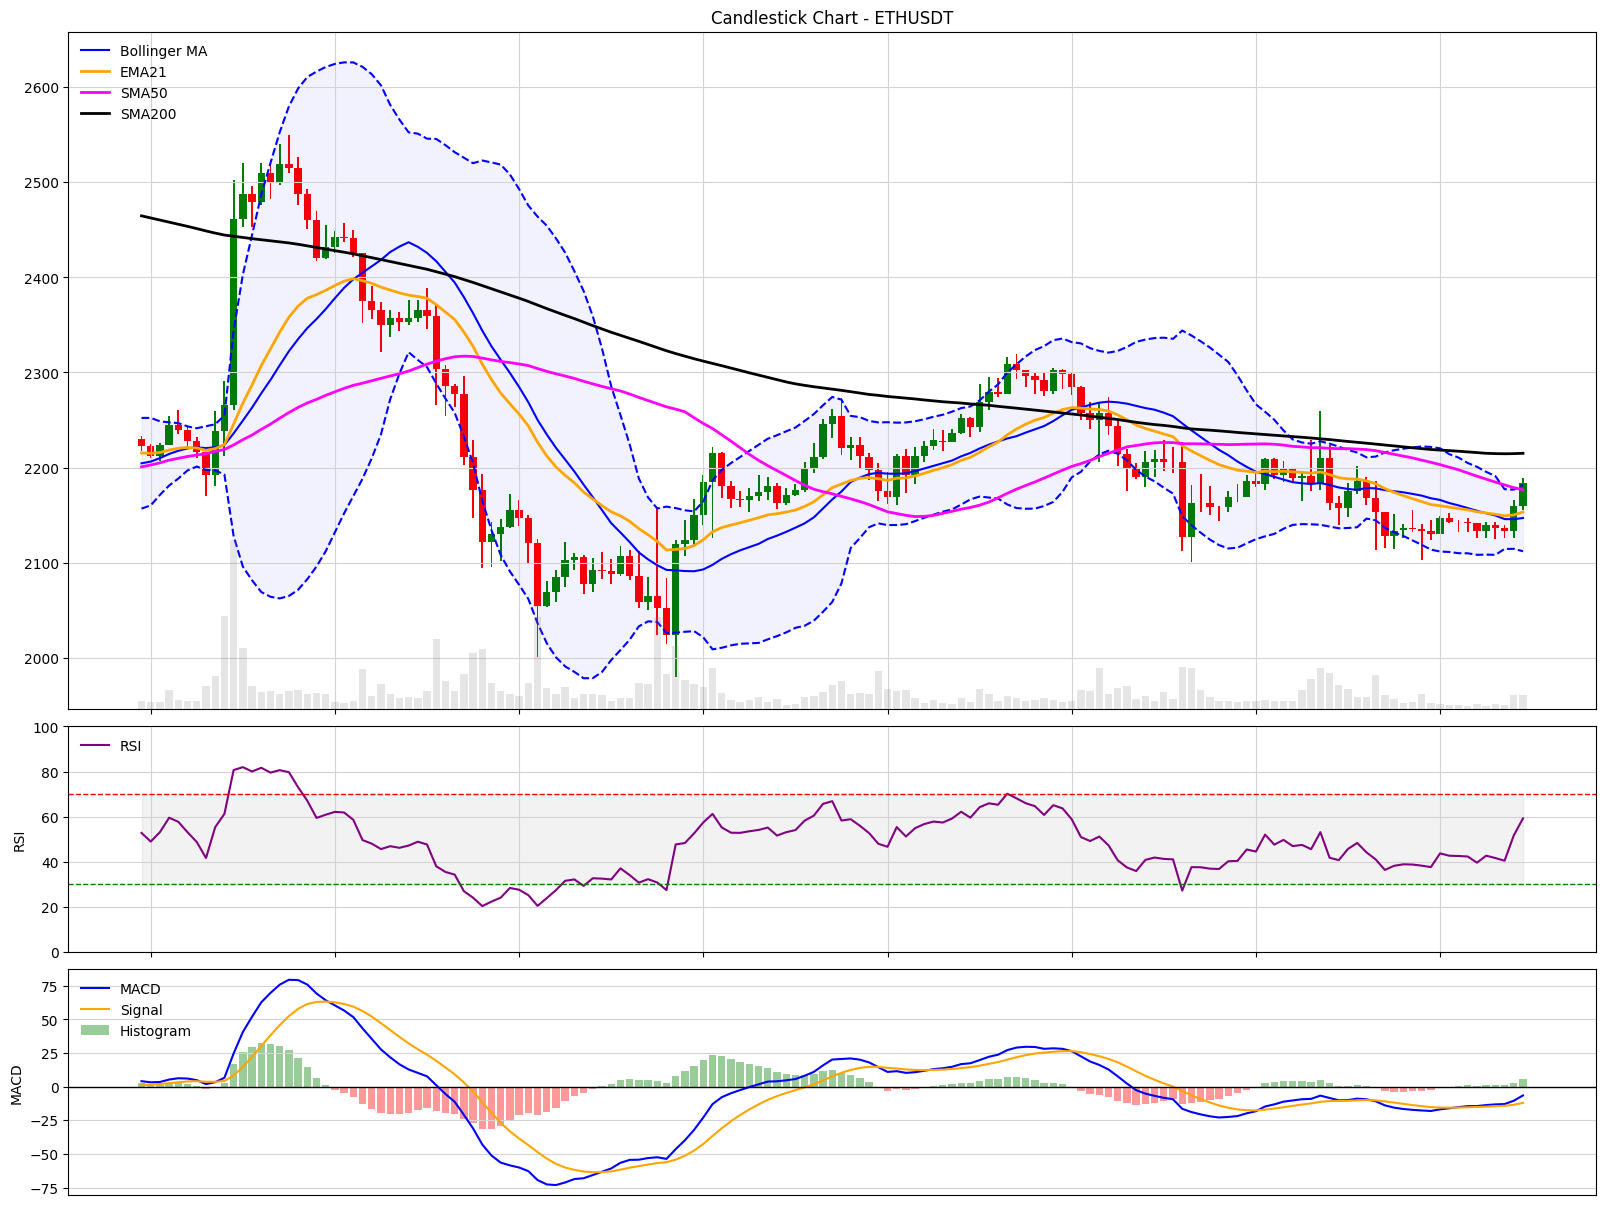 Candlestick Chart - ETHUSDT
Bollinger MA
EMA21
SMA50
SMA200
2600
2500
2400
2300
2200
2100
2000
RSI
100
80
60
40
20
0
RSI
MACD
Signal
Histogram
75
50
25
0
−25
−50
−75
MACD